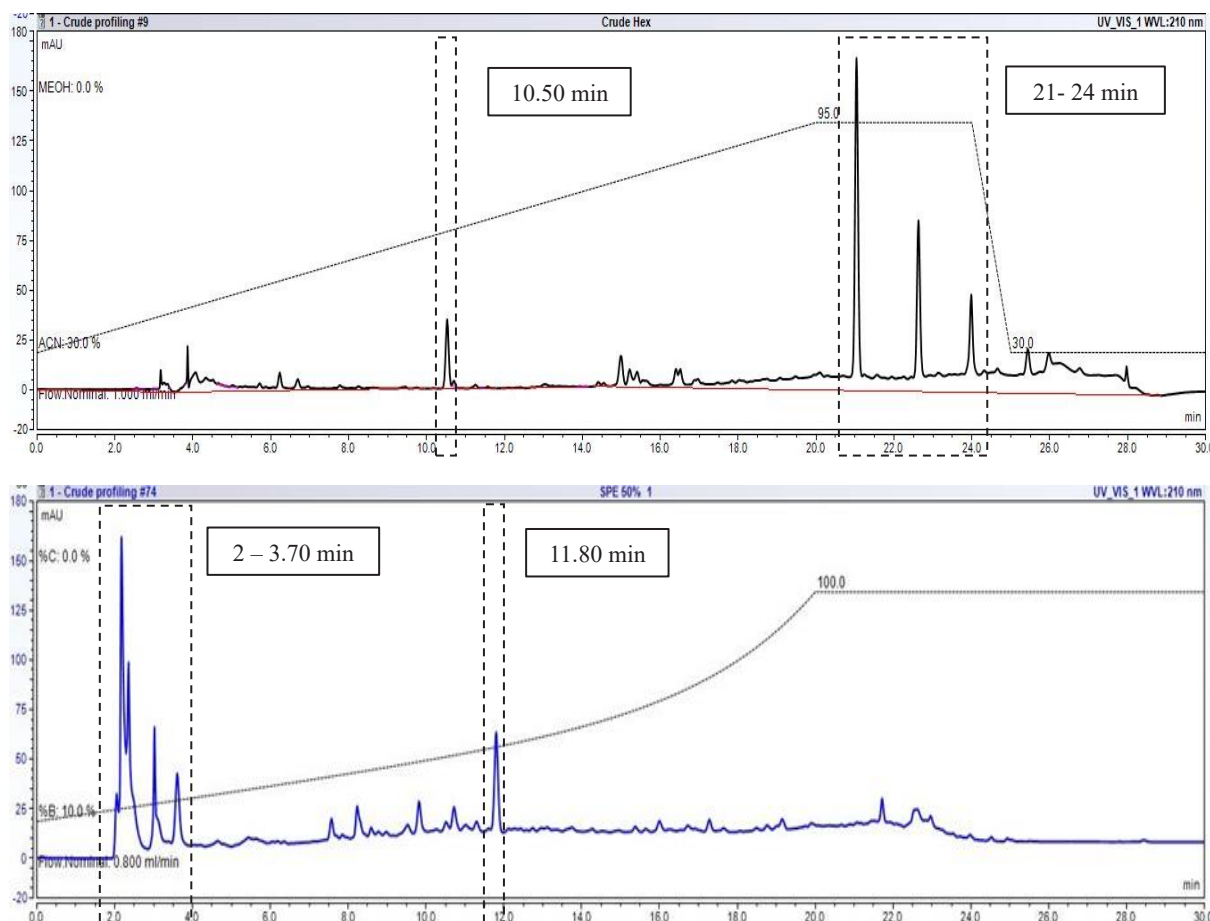 1 - Crude profiling #9 Crude Hex UV_VIS_1 WVL:210 nm
180
mAU
MEOH: 0.0 %
10.50 min
21- 24 min
150
95.0
125
100
75
50
ACN: 30.0 %
30.0
25
0
Flow.Nominal: 1.000 ml/min
min
-20
0.0 2.0 4.0 6.0 8.0 10.0 12.0 14.0 16.0 18.0 20.0 22.0 24.0 26.0 28.0 30.0
1 - Crude profiling #74 SPE 50% 1 UV_VIS_1 WVL:210 nm
180
mAU
%C: 0.0 %
2 – 3.70 min
11.80 min
150
100.0
125
100
75
50
25
%B: 10.0 %
0
Flow.Nominal: 0.800 ml/min
min
-20
0.0 2.0 4.0 6.0 8.0 10.0 12.0 14.0 16.0 18.0 20.0 22.0 24.0 26.0 28.0 30.0